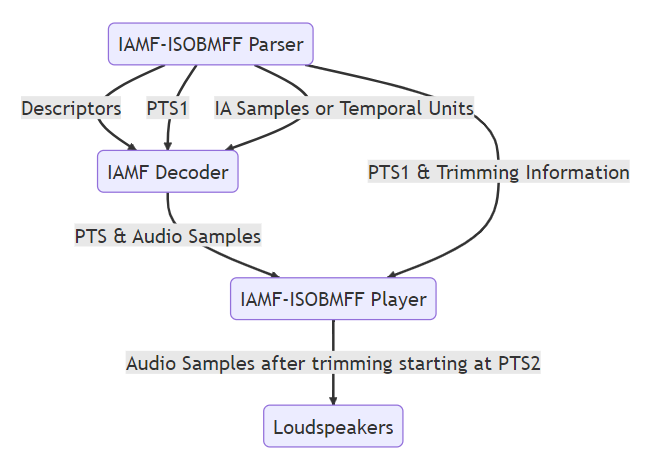 IAMF-ISOBMFF Parser
Descriptors
PTS1
IA Samples or Temporal Units
IAMF Decoder
PTS1 & Trimming Information
PTS & Audio Samples
IAMF-ISOBMFF Player
Audio Samples after trimming starting at PTS2
Loudspeakers